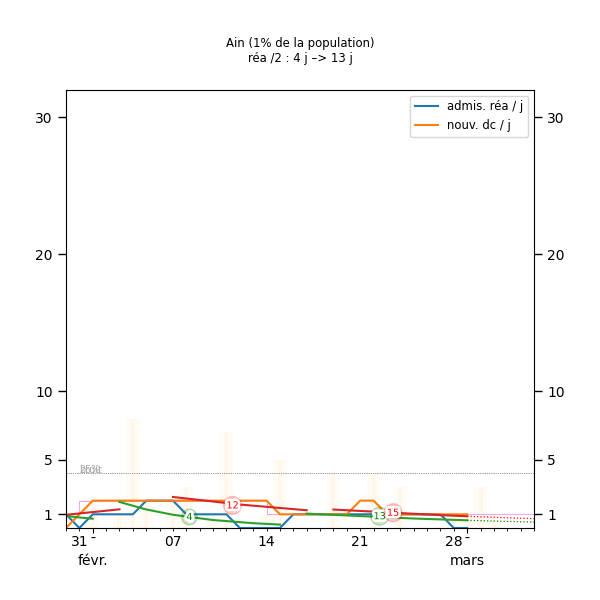 Ain (1% de la population)
réa /2 : 4 j –> 13 j
admis. réa / j
nouv. dc / j
30 30
20 20
10 10
5 5
12
4 13 15
1 1
31 07 14 21 28
févr. mars